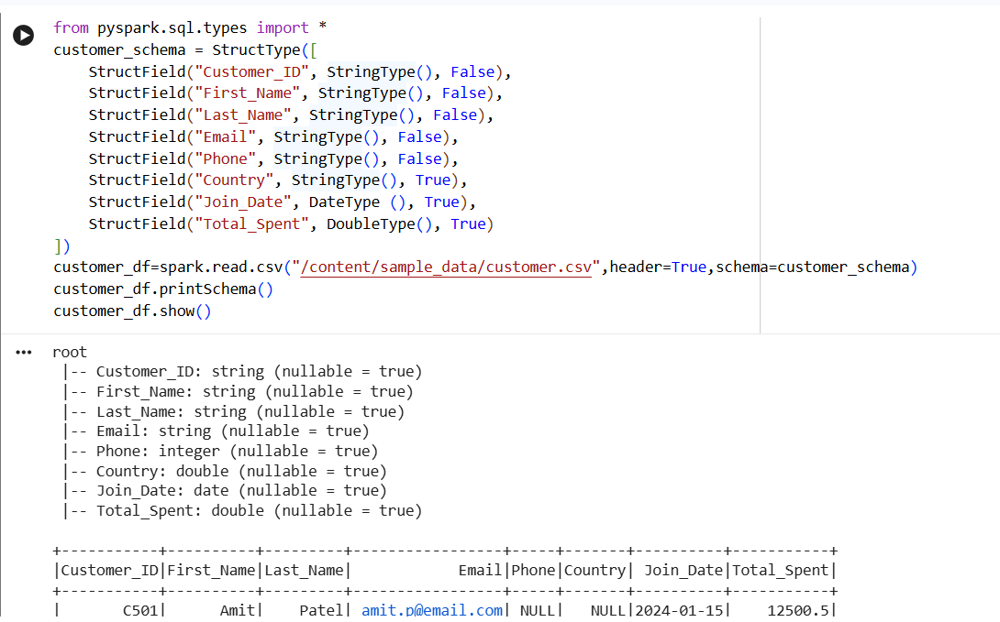 from pyspark.sql.types import *
customer_schema = StructType([
    StructField("Customer_ID", StringType(), False),
    StructField("First_Name", StringType(), False),
    StructField("Last_Name", StringType(), False),
    StructField("Email", StringType(), False),
    StructField("Phone", StringType(), False),
    StructField("Country", StringType(), True),
    StructField("Join_Date", DateType (), True),
    StructField("Total_Spent", DoubleType(), True)
])
customer_df=spark.read.csv("/content/sample_data/customer.csv",header=True,schema=customer_schema)
customer_df.printSchema()
customer_df.show()
root
 |-- Customer_ID: string (nullable = true)
 |-- First_Name: string (nullable = true)
 |-- Last_Name: string (nullable = true)
 |-- Email: string (nullable = true)
 |-- Phone: integer (nullable = true)
 |-- Country: double (nullable = true)
 |-- Join_Date: date (nullable = true)
 |-- Total_Spent: double (nullable = true)
+-----------+----------+---------+-----------------+-----+-------+----------+-----------+
|Customer_ID|First_Name|Last_Name|            Email|Phone|Country| Join_Date|Total_Spent|
+-----------+----------+---------+-----------------+-----+-------+----------+-----------+
|       C501|      Amit|    Patel| amit.p@email.com| NULL|   NULL|2024-01-15|    12500.5|